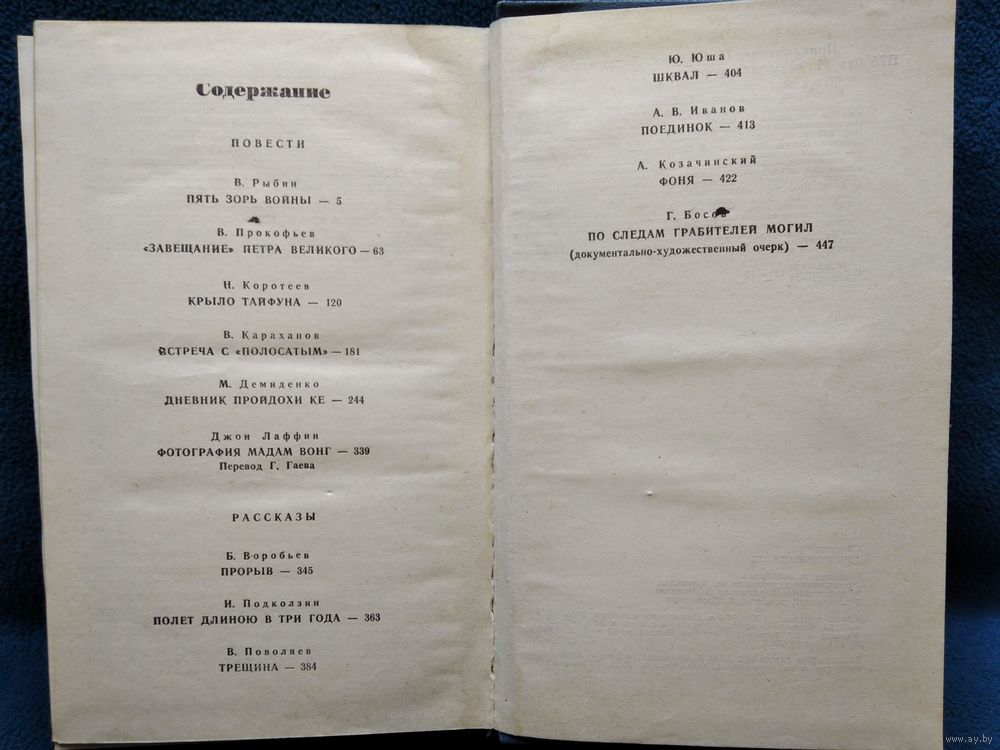 Содержание
ПОВЕСТИ
В. Рыбин
ПЯТЬ ЗОРЬ ВОЙНЫ — 5
В. Прокофьев
«ЗАВЕЩАНИЕ» ПЕТРА ВЕЛИКОГО — 63
Н. Коротеев
КРЫЛО ТАЙФУНА — 120
В. Караханов
ВСТРЕЧА С «ПОЛОСАТЫМ» — 181
М. Демиденко
ДНЕВНИК ПРОЙДОХИ КЕ — 244
Джон Лаффин
ФОТОГРАФИЯ МАДАМ ВОНГ — 339
Перевод Г. Гаева
РАССКАЗЫ
Б. Воробьев
ПРОРЫВ — 345
И. Подколзин
ПОЛЕТ ДЛИНОЮ В ТРИ ГОДА — 363
В. Поволяев
ТРЕЩИНА — 384
Ю. Юша
ШКВАЛ — 404
А. В. Иванов
ПОЕДИНОК — 413
А. Козачинский
ФОНЯ — 422
Г. Босов
ПО СЛЕДАМ ГРАБИТЕЛЕЙ МОГИЛ
(документально-художественный очерк) — 447
www.ay.by